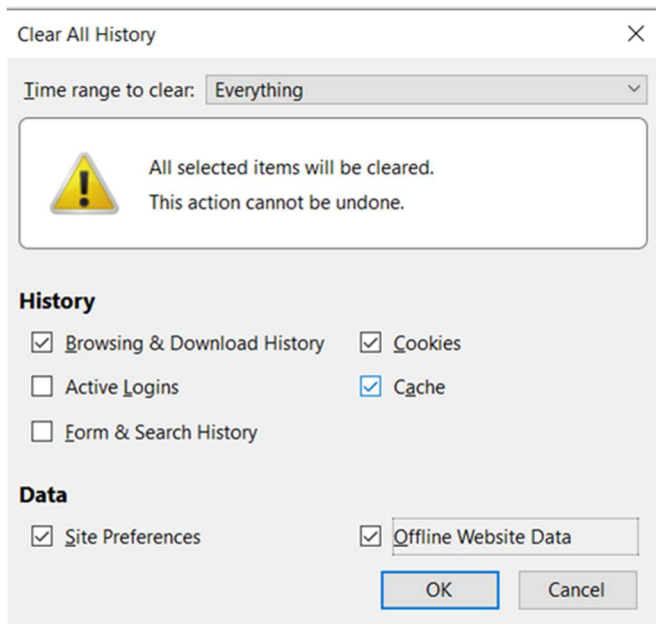 Clear All History
Time range to clear: Everything
All selected items will be cleared.
This action cannot be undone.
History
Browsing & Download History Cookies
Active Logins Cache
Form & Search History
Data
Site Preferences Offline Website Data
OK Cancel